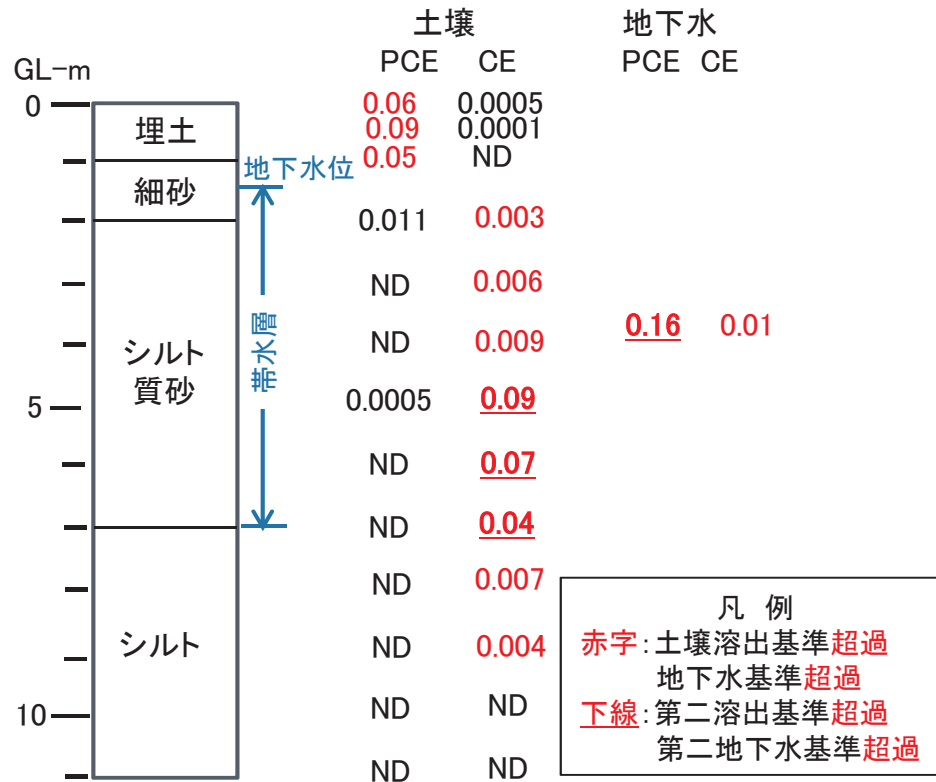 土壌 地下水
GL-m PCE CE PCE CE
0 0.06 0.0005
埋土 0.09 0.0001
地下水位 0.05 ND
細砂
0.011 0.003
ND 0.006
0.16 0.01
シルト ND 0.009
質砂
帯水層
5 0.0005 0.09
ND 0.07
ND 0.04
ND 0.007
シルト ND 0.004
10 ND ND
ND ND
凡 例
赤字:土壌溶出基準超過
地下水基準超過
下線:第二溶出基準超過
第二地下水基準超過